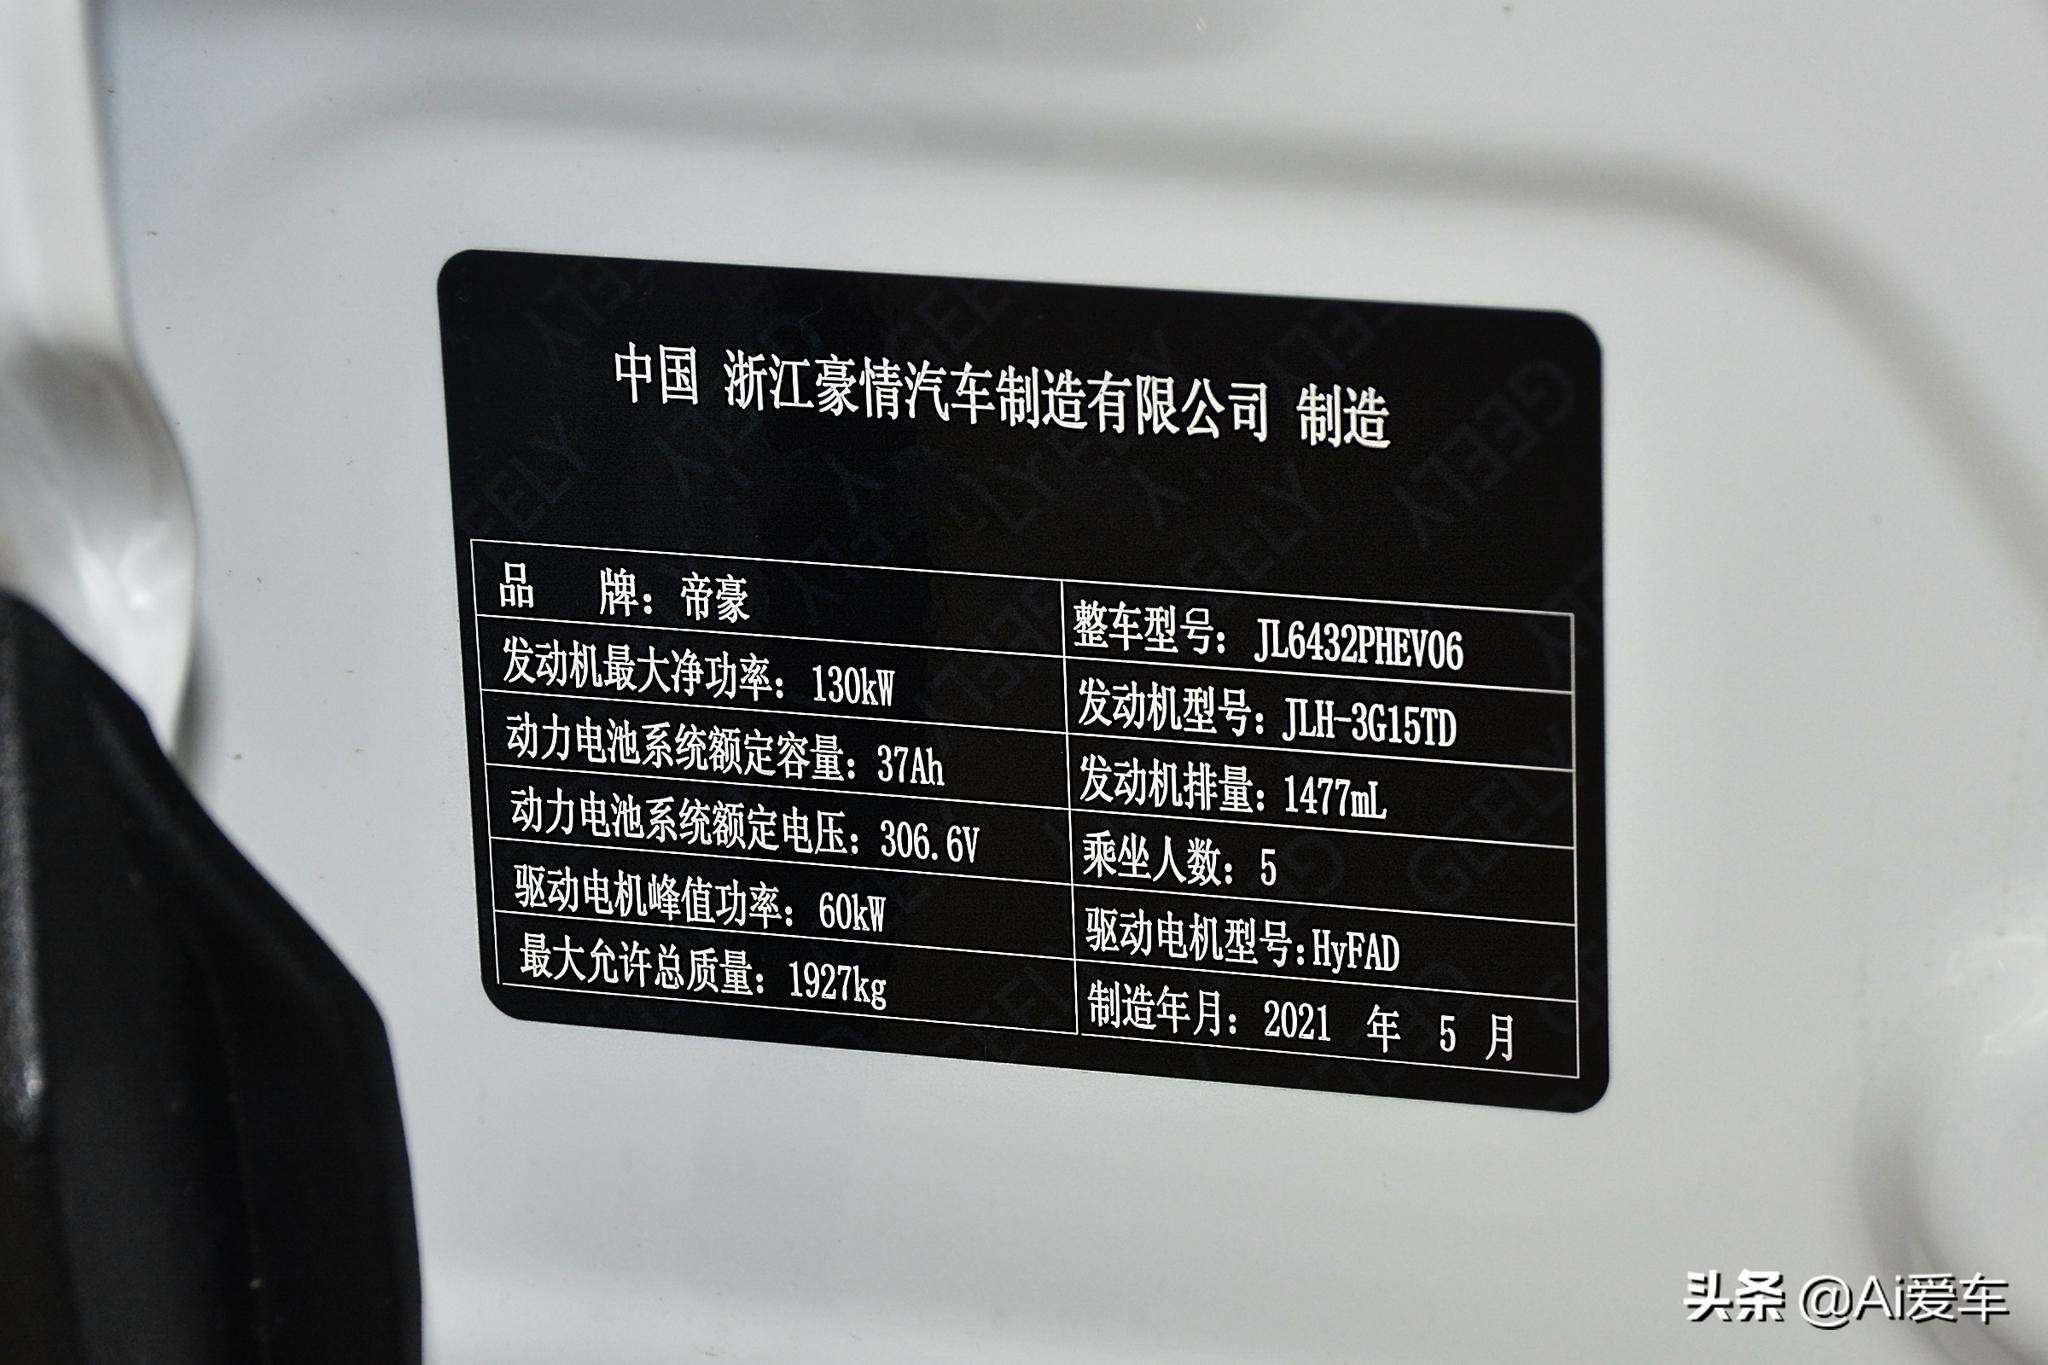 中国 浙江豪情汽车制造有限公司 制造
品 牌：帝豪
整车型号：JL6432PHEV06
发动机最大净功率：130kW
发动机型号：JLH-3G15TD
动力电池系统额定容量：37Ah
发动机排量：1477mL
动力电池系统额定电压：306.6V
乘坐人数：5
驱动电机峰值功率：60kW
驱动电机型号:HyFAD
最大允许总质量：1927kg
制造年月：2021 年 5 月
头条 @Ai爱车